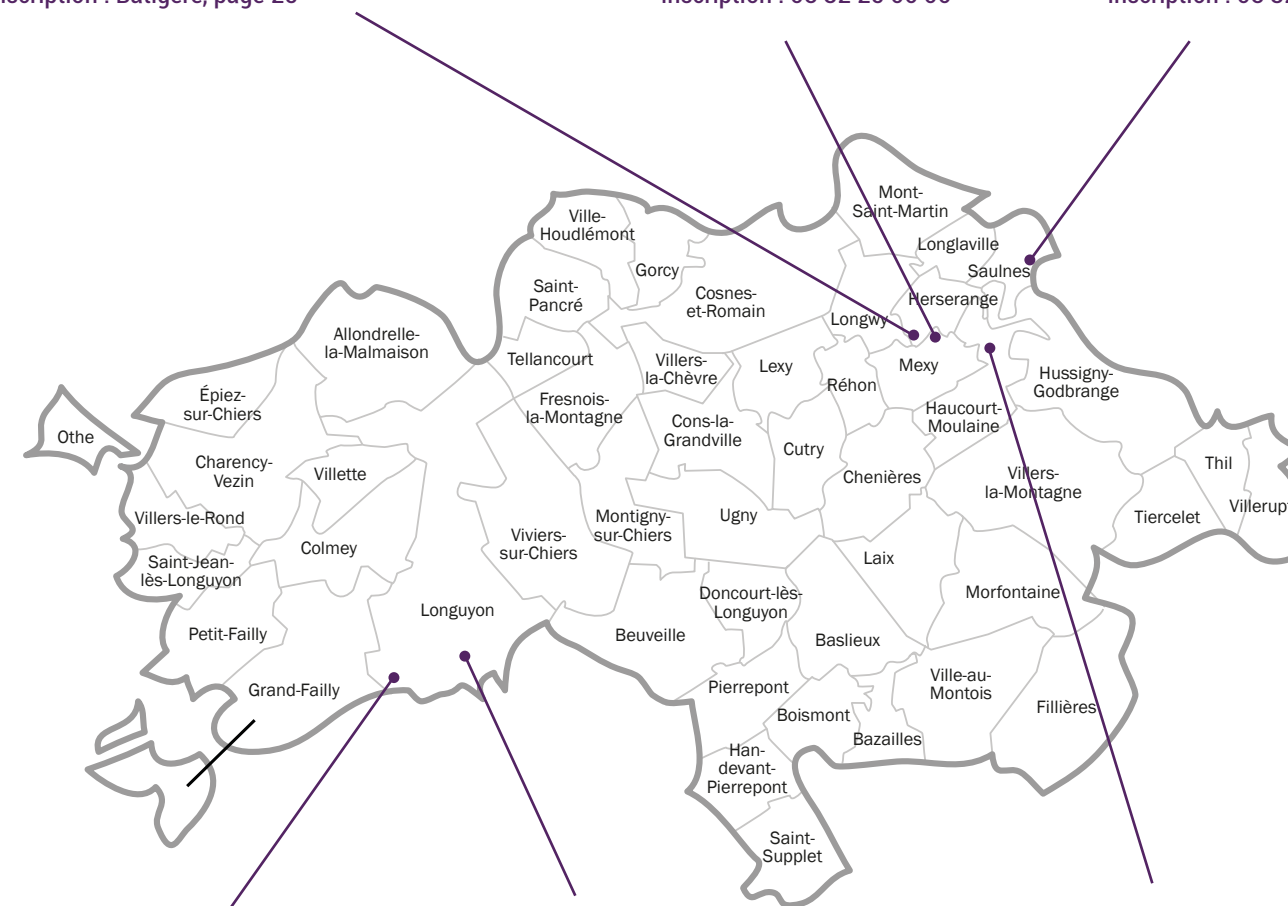 Mont-
Saint-Martin
Ville-
Houdlémont
Longlaville
Gorcy
Saulnes
Saint-
Pancré
Cosnes-
et-Romain
Herserange
Longwy
Allondrelle-
la-Malmaison
Tellancourt
Villers-
la-Chèvre
Lexy
Mexy
Réhon
Hussigny-
Godbrange
Épiez-
sur-Chiers
Fresnois-
la-Montagne
Haucourt-
Moulaine
Othe
Cons-la-
Grandville
Cutry
Charency-
Vezin
Villette
Chenières
Villers-
la-Montagne
Thil
Villerupt
Villers-le-Rond
Montigny-
sur-Chiers
Ugny
Tiercelet
Viviers-
sur-Chiers
Colmey
Saint-Jean-
lès-Longuyon
Laix
Doncourt-lès-
Longuyon
Morfontaine
Longuyon
Petit-Failly
Beuveille
Baslieux
Grand-Failly
Pierrepont
Ville-au-
Montois
Boismont
Fillières
Bazailles
Han-
devant-
Pierrepont
Saint-
Supplet